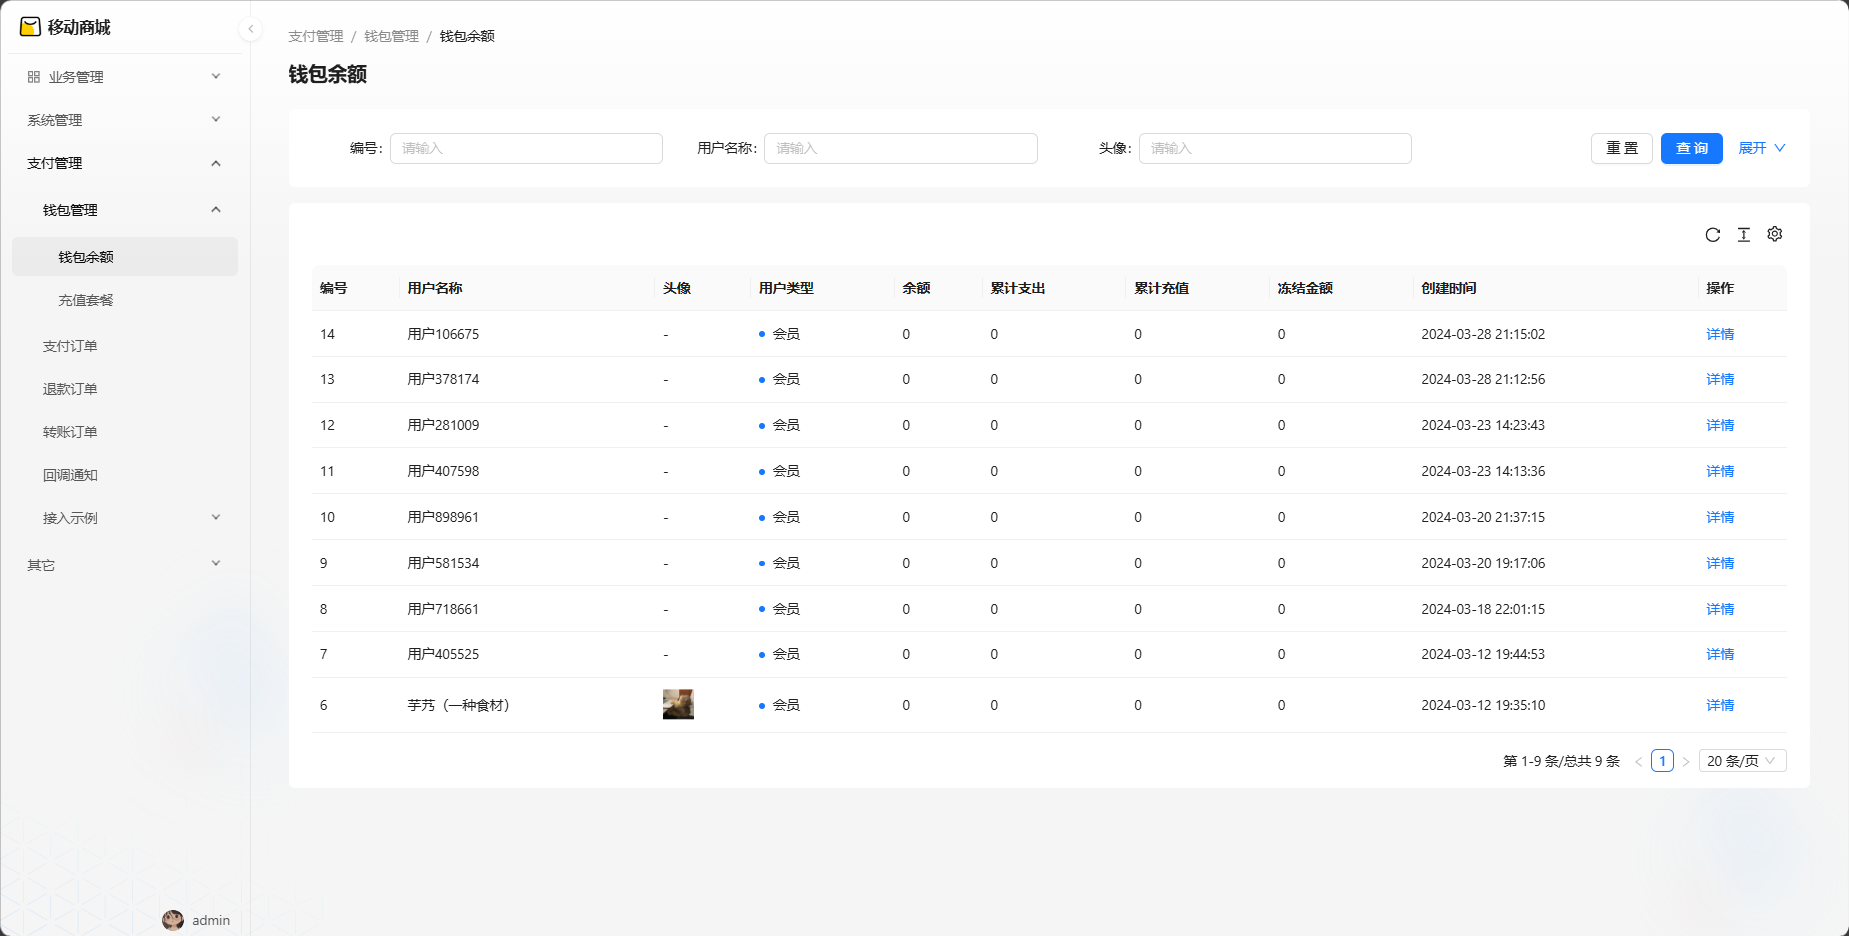 移动商城
业务管理
系统管理
支付管理
钱包管理
钱包余额
充值套餐
支付订单
退款订单
转账订单
回调通知
接入示例
其它
admin
支付管理 / 钱包管理 / 钱包余额
钱包余额
编号: 请输入 用户名称: 请输入 头像: 请输入 重 置 查 询 展开
编号 用户名称 头像 用户类型 余额 累计支出 累计充值 冻结金额 创建时间 操作
14 用户106675 - 会员 0 0 0 0 2024-03-28 21:15:02 详情
13 用户378174 - 会员 0 0 0 0 2024-03-28 21:12:56 详情
12 用户281009 - 会员 0 0 0 0 2024-03-23 14:23:43 详情
11 用户407598 - 会员 0 0 0 0 2024-03-23 14:13:36 详情
10 用户898961 - 会员 0 0 0 0 2024-03-20 21:37:15 详情
9 用户581534 - 会员 0 0 0 0 2024-03-20 19:17:06 详情
8 用户718661 - 会员 0 0 0 0 2024-03-18 22:01:15 详情
7 用户405525 - 会员 0 0 0 0 2024-03-12 19:44:53 详情
6 芋艿（一种食材） 会员 0 0 0 0 2024-03-12 19:35:10 详情
第 1-9 条/总共 9 条 < 1 > 20 条/页